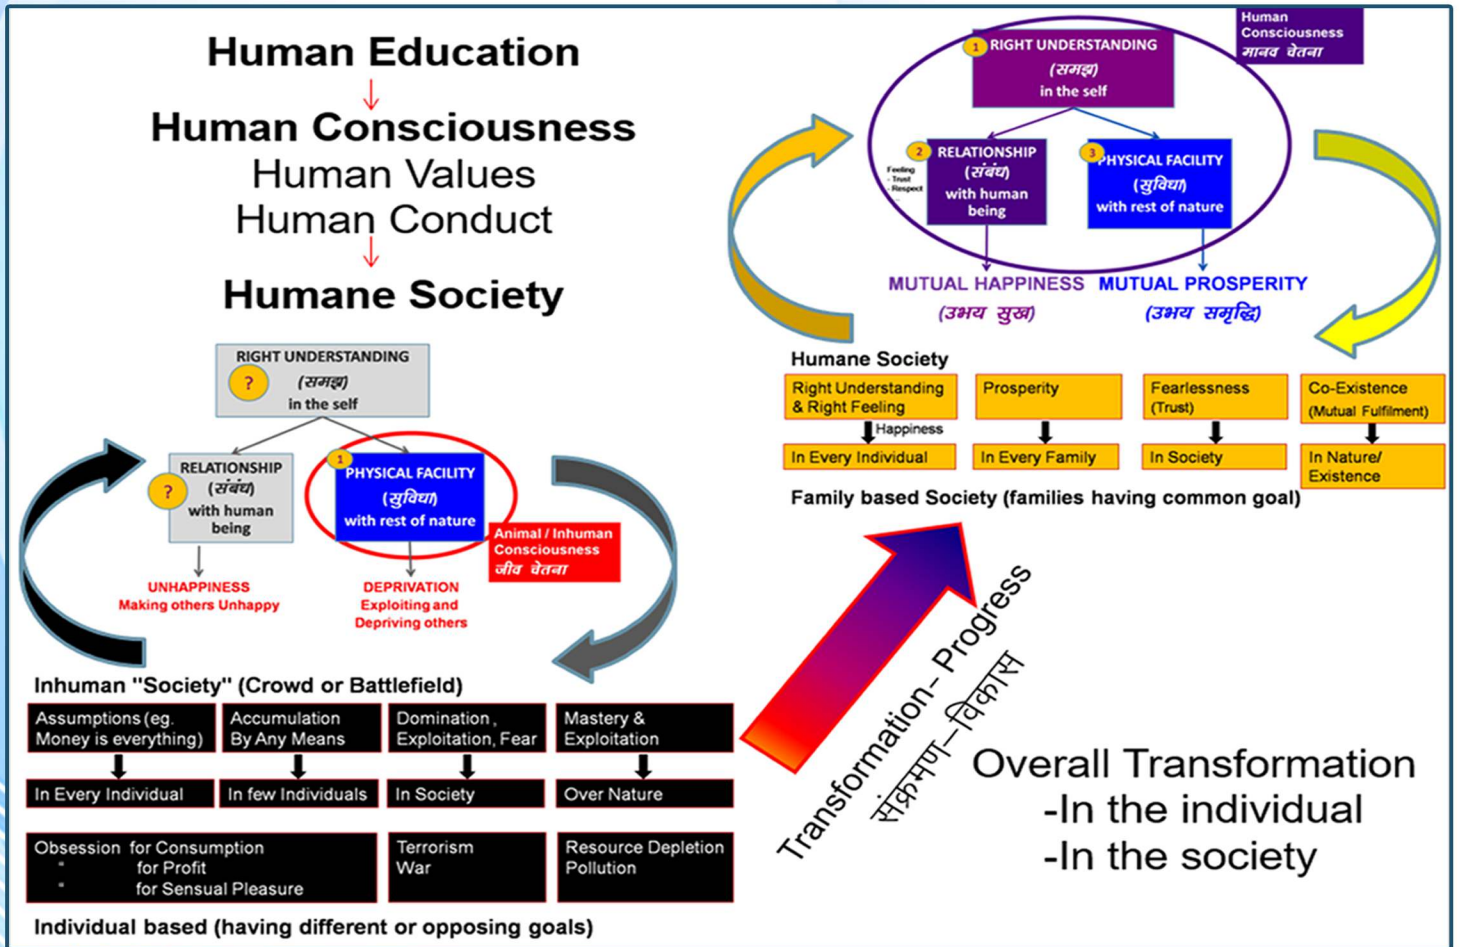 Human Education
Human Consciousness
Human Values
Human Conduct
Humane Society
RIGHT UNDERSTANDING
?
(समझ)
in the self
?
RELATIONSHIP
(संबंध)
with human
being
1
PHYSICAL FACILITY
(सुविधा)
with rest of nature
Animal / Inhuman
Consciousness
जीव चेतना
UNHAPPINESS
Making others Unhappy
DEPRIVATION
Exploiting and
Depriving others
Inhuman "Society" (Crowd or Battlefield)
Assumptions (eg.
Money is everything)
Accumulation
By Any Means
Domination ,
Exploitation, Fear
Mastery &
Exploitation
In Every Individual
In few Individuals
In Society
Over Nature
Obsession for Consumption
" for Profit
" for Sensual Pleasure
Terrorism
War
Resource Depletion
Pollution
Individual based (having different or opposing goals)
Human
Consciousness
मानव चेतना
1
RIGHT UNDERSTANDING
(समझ)
in the self
2
RELATIONSHIP
(संबंध)
with human
being
Feeling
- Trust
- Respect
...
3
PHYSICAL FACILITY
(सुविधा)
with rest of nature
MUTUAL HAPPINESS
(उभय सुख)
MUTUAL PROSPERITY
(उभय समृद्धि)
Humane Society
Right Understanding
& Right Feeling
Prosperity
Fearlessness
(Trust)
Co-Existence
(Mutual Fulfilment)
Happiness
In Every Individual
In Every Family
In Society
In Nature/
Existence
Family based Society (families having common goal)
Transformation– Progress
संक्रमण–विकास
Overall Transformation
-In the individual
-In the society